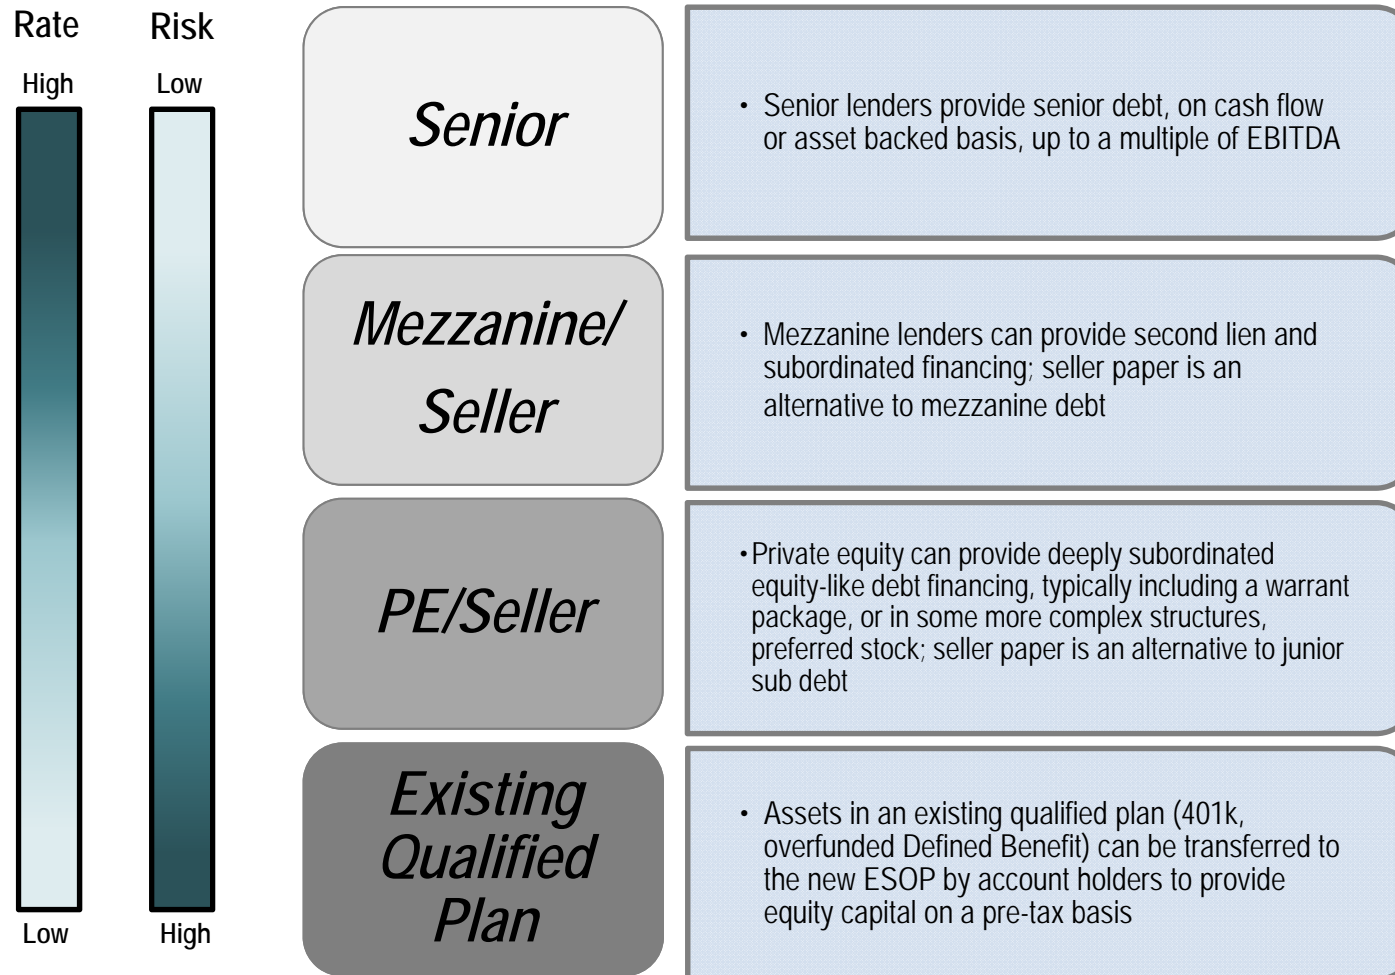 Rate
Risk
High
Low
Low
High
Senior
• Senior lenders provide senior debt, on cash flow
or asset backed basis, up to a multiple of EBITDA
Mezzanine/
Seller
• Mezzanine lenders can provide second lien and
subordinated financing; seller paper is an
alternative to mezzanine debt
PE/Seller
• Private equity can provide deeply subordinated
equity-like debt financing, typically including a warrant
package, or in some more complex structures,
preferred stock; seller paper is an alternative to junior
sub debt
Existing
Qualified
Plan
• Assets in an existing qualified plan (401k,
overfunded Defined Benefit) can be transferred to
the new ESOP by account holders to provide
equity capital on a pre-tax basis